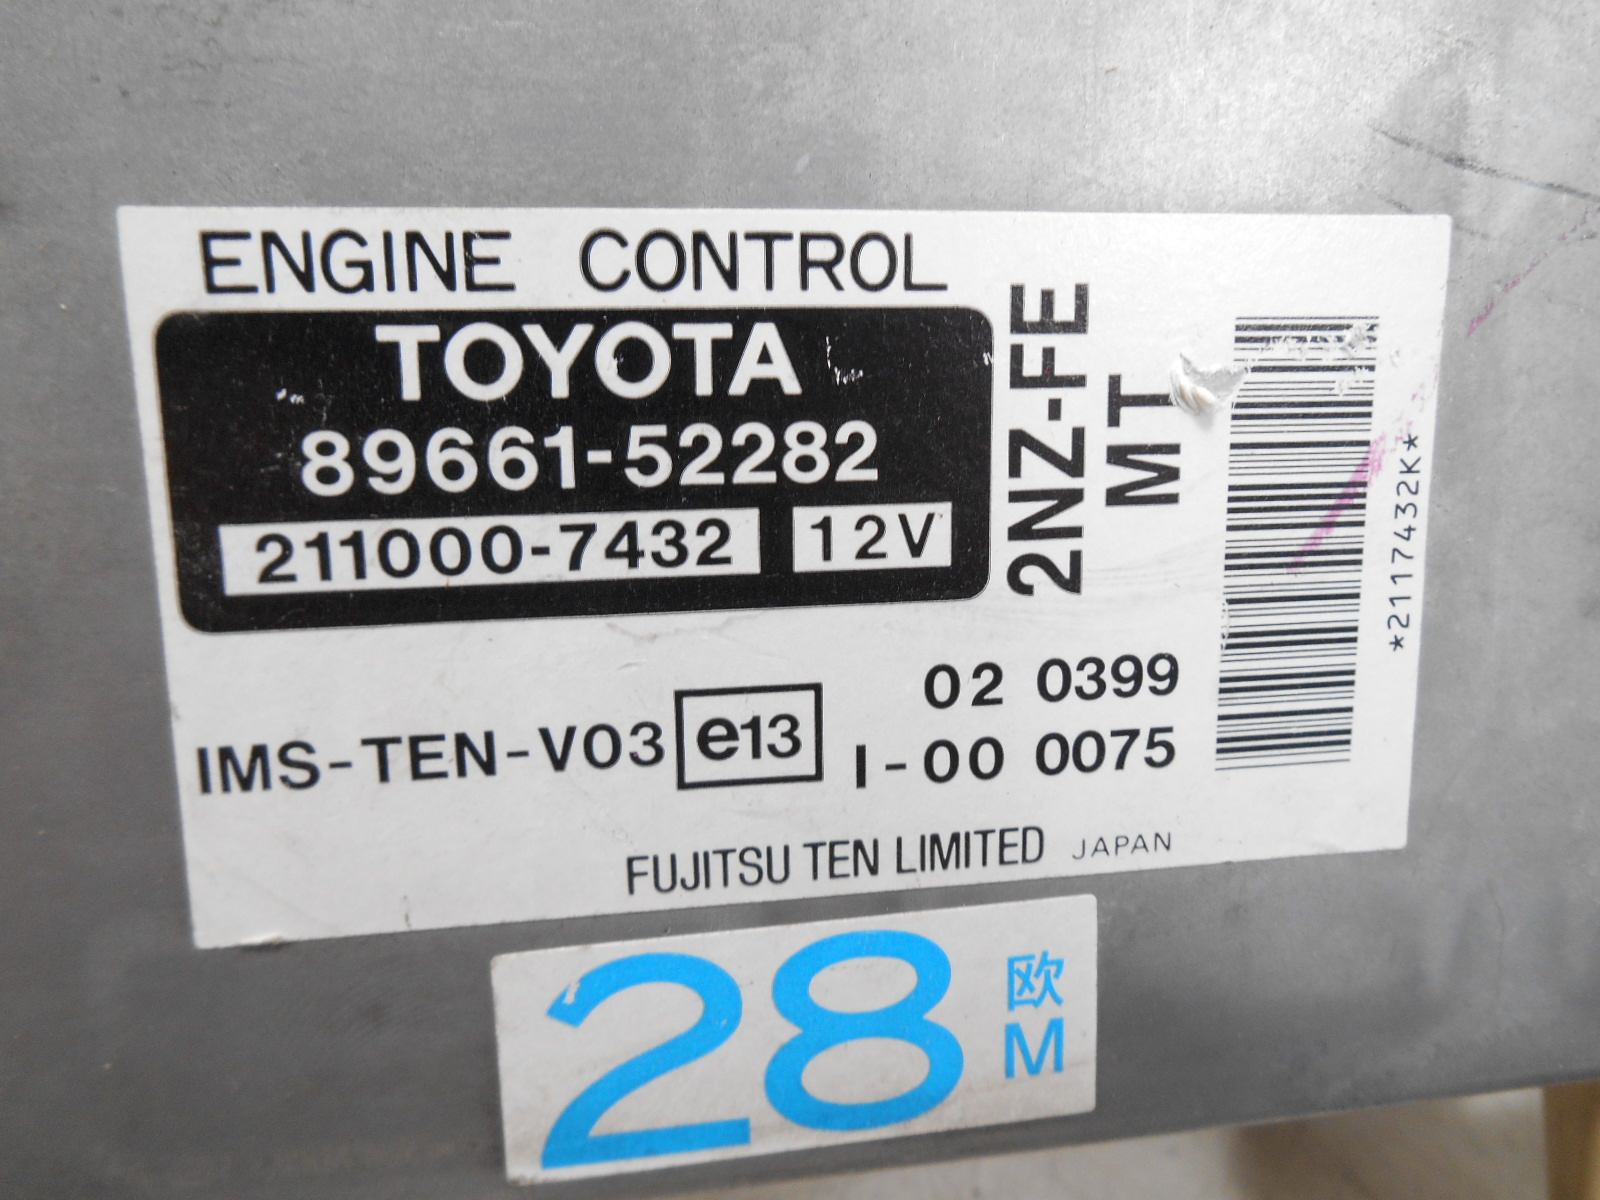 ENGINE CONTROL
TOYOTA
89661-52282
211000-7432 12V
2NZ-FE
MT
*2117432K*
02 0399
IMS-TEN-V03 e13 I-00 0075
FUJITSU TEN LIMITED JAPAN
28 欧
M